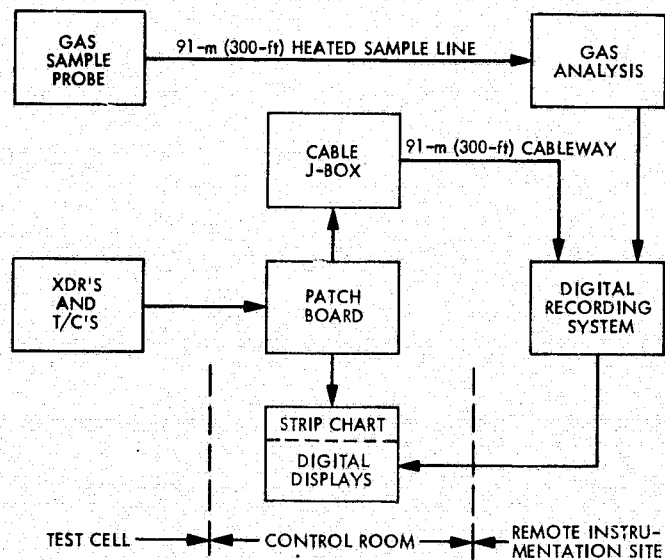 GAS
SAMPLE
PROBE
91-m (300-ft) HEATED SAMPLE LINE
GAS
ANALYSIS
CABLE
J-BOX
91-m (300-ft) CABLEWAY
XDR'S
AND
T/C'S
PATCH
BOARD
DIGITAL
RECORDING
SYSTEM
STRIP CHART
DIGITAL
DISPLAYS
TEST CELL
CONTROL ROOM
REMOTE INSTRU-
MENTATION SITE